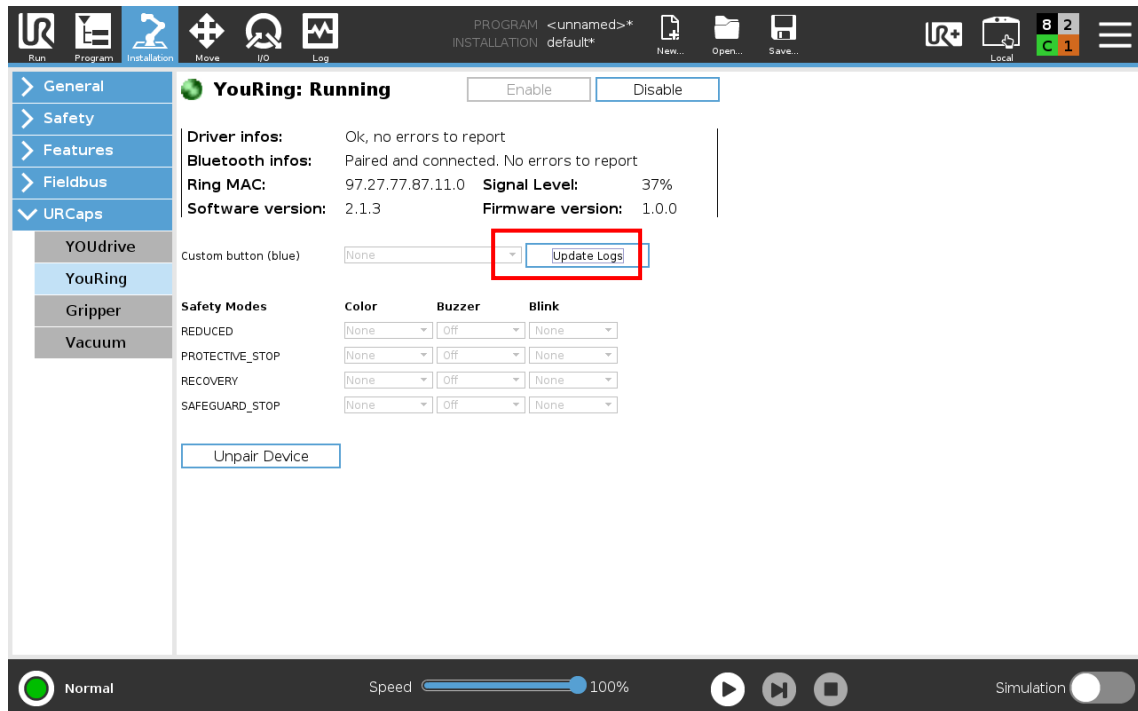 PROGRAM <unnamed>*
INSTALLATION default*
UR
Run
Program
Installation
Move
I/O
Log
New...
Open...
Save...
UR+
Local
8 2
C 1
General
Safety
Features
Fieldbus
URCaps
YOUdrive
YouRing
Gripper
Vacuum
YouRing: Running
Enable
Disable
Driver infos: Ok, no errors to report
Bluetooth infos: Paired and connected. No errors to report
Ring MAC: 97.27.77.87.11.0 Signal Level: 37%
Software version: 2.1.3 Firmware version: 1.0.0
Custom button (blue) None Update Logs
Safety Modes Color Buzzer Blink
REDUCED None Off None
PROTECTIVE_STOP None Off None
RECOVERY None Off None
SAFEGUARD_STOP None Off None
Unpair Device
Normal
Speed 100%
Simulation